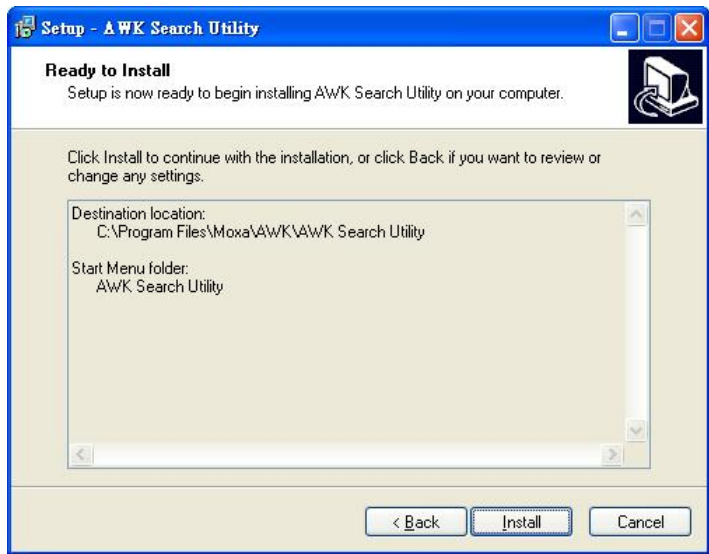 Setup - AWK Search Utility
Ready to Install
Setup is now ready to begin installing AWK Search Utility on your computer.
Click Install to continue with the installation, or click Back if you want to review or
change any settings.
Destination location:
C:\Program Files\Moxa\AWK\AWK Search Utility
Start Menu folder:
AWK Search Utility
< Back
Install
Cancel